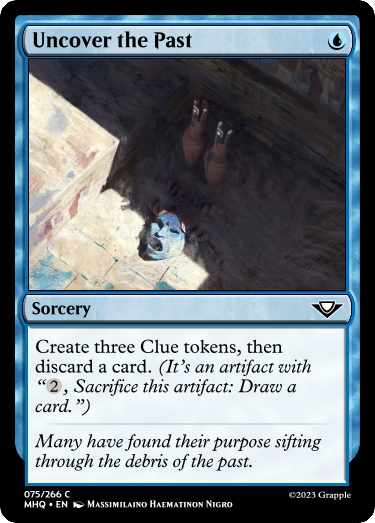 Uncover the Past
Sorcery
Create three Clue tokens, then
discard a card. (It's an artifact with
“2, Sacrifice this artifact: Draw a
card.”)
Many have found their purpose sifting
through the debris of the past.
075/266 C
MHQ • EN Massimilaino Haematinon Nigro
©2023 Grapple